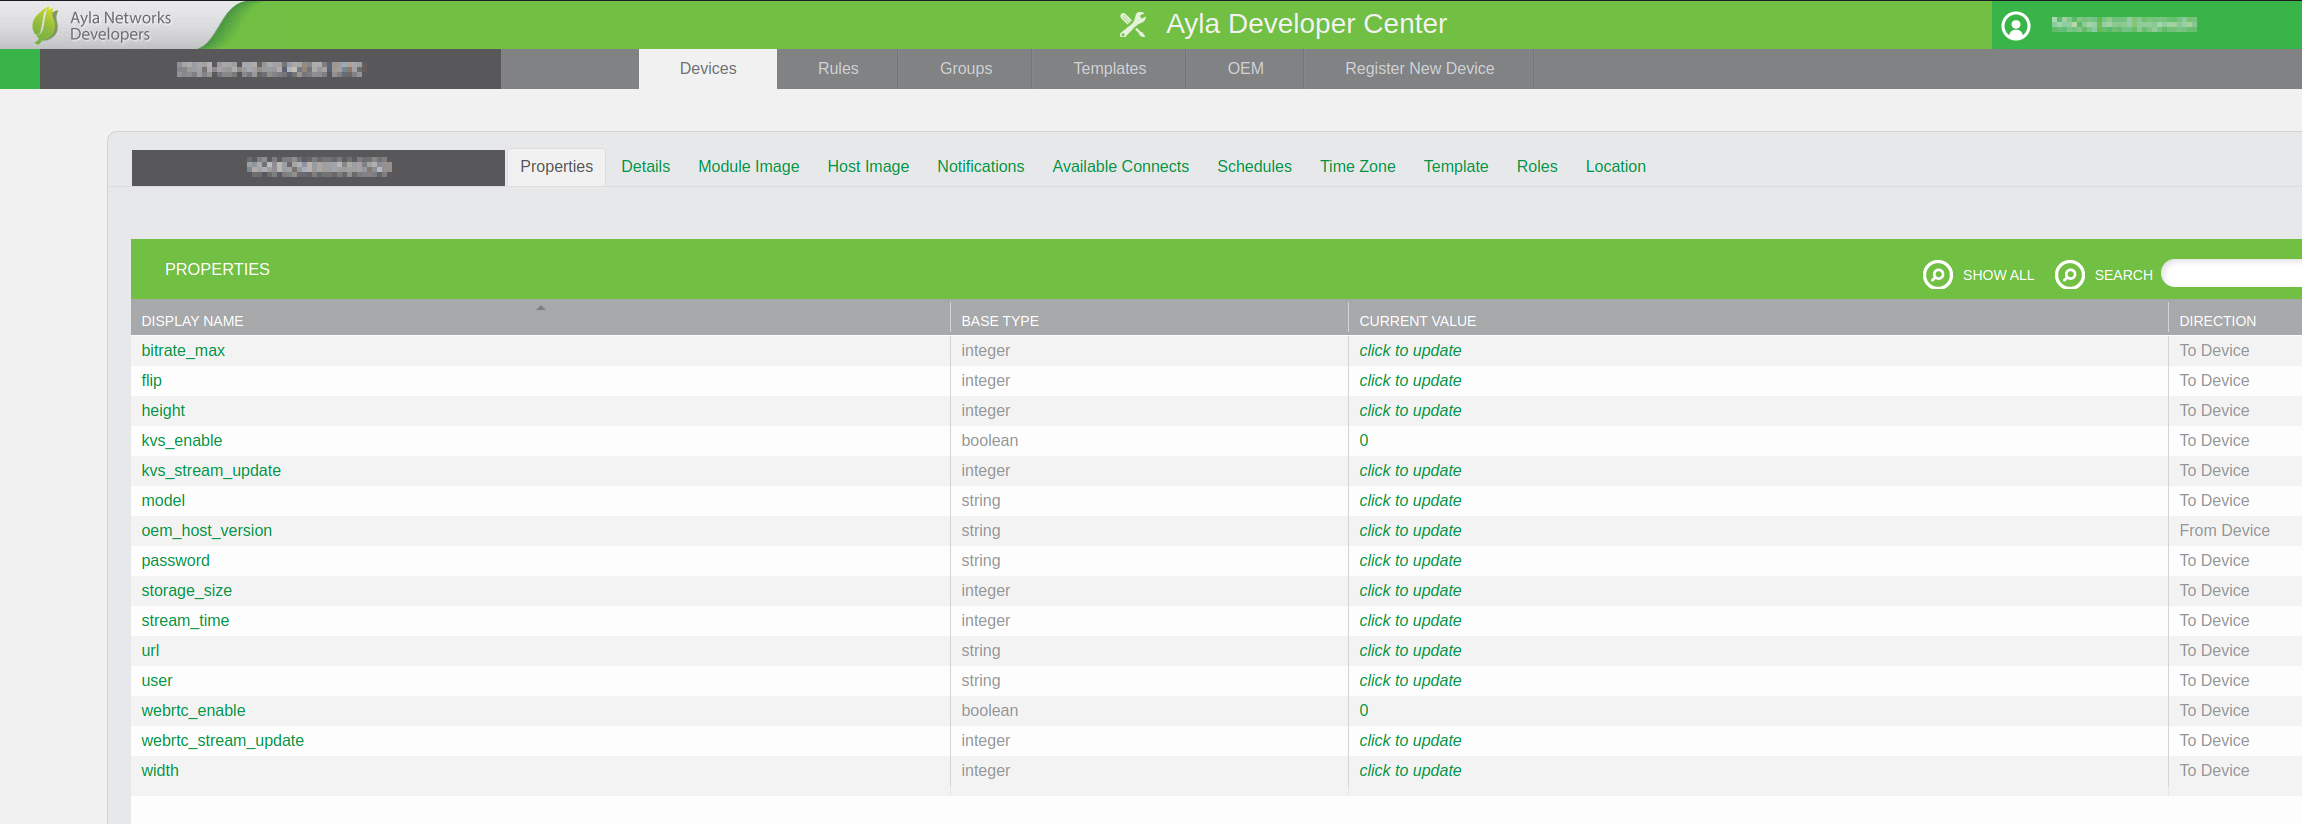 Ayla Networks
Developers
Ayla Developer Center
Devices Rules Groups Templates OEM Register New Device
Properties Details Module Image Host Image Notifications Available Connects Schedules Time Zone Template Roles Location
PROPERTIES SHOW ALL SEARCH
DISPLAY NAME BASE TYPE CURRENT VALUE DIRECTION
bitrate_max integer click to update To Device
flip integer click to update To Device
height integer click to update To Device
kvs_enable boolean 0 To Device
kvs_stream_update integer click to update To Device
model string click to update To Device
oem_host_version string click to update From Device
password string click to update To Device
storage_size integer click to update To Device
stream_time integer click to update To Device
url string click to update To Device
user string click to update To Device
webrtc_enable boolean 0 To Device
webrtc_stream_update integer click to update To Device
width integer click to update To Device